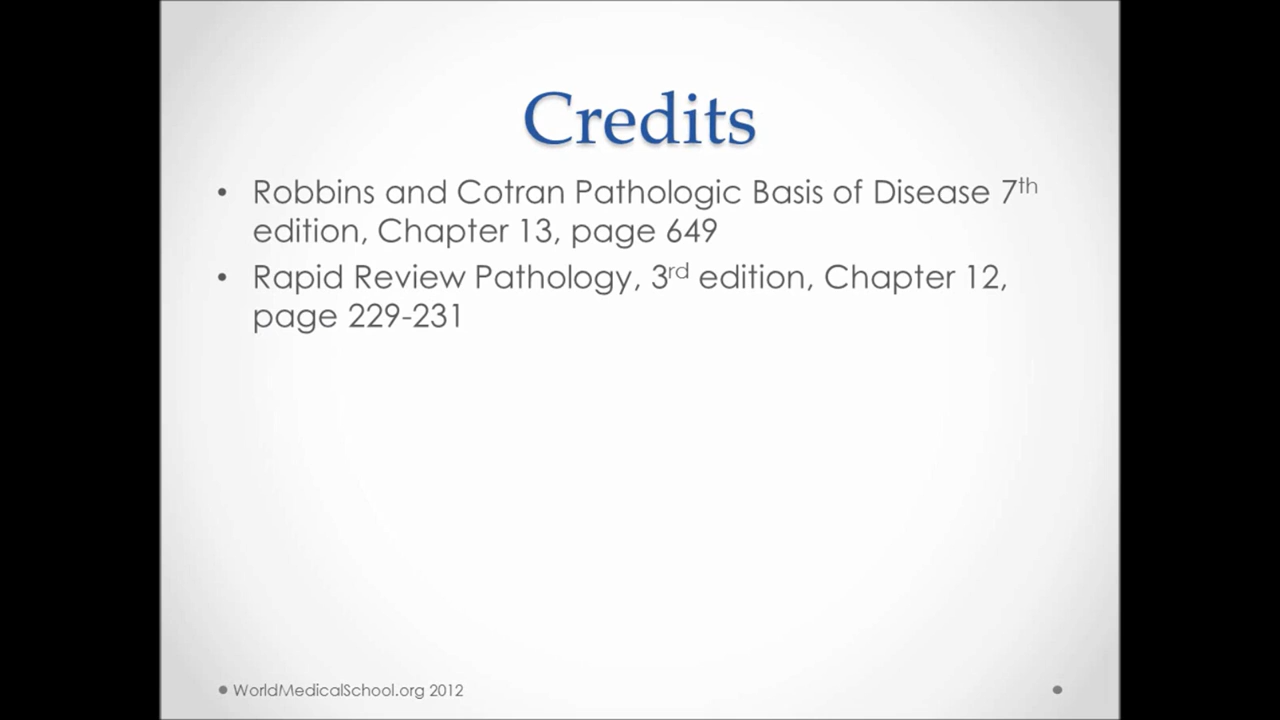 Credits
• Robbins and Cotran Pathologic Basis of Disease 7th
edition, Chapter 13, page 649
• Rapid Review Pathology, 3rd edition, Chapter 12,
page 229-231
WorldMedicalSchool.org 2012